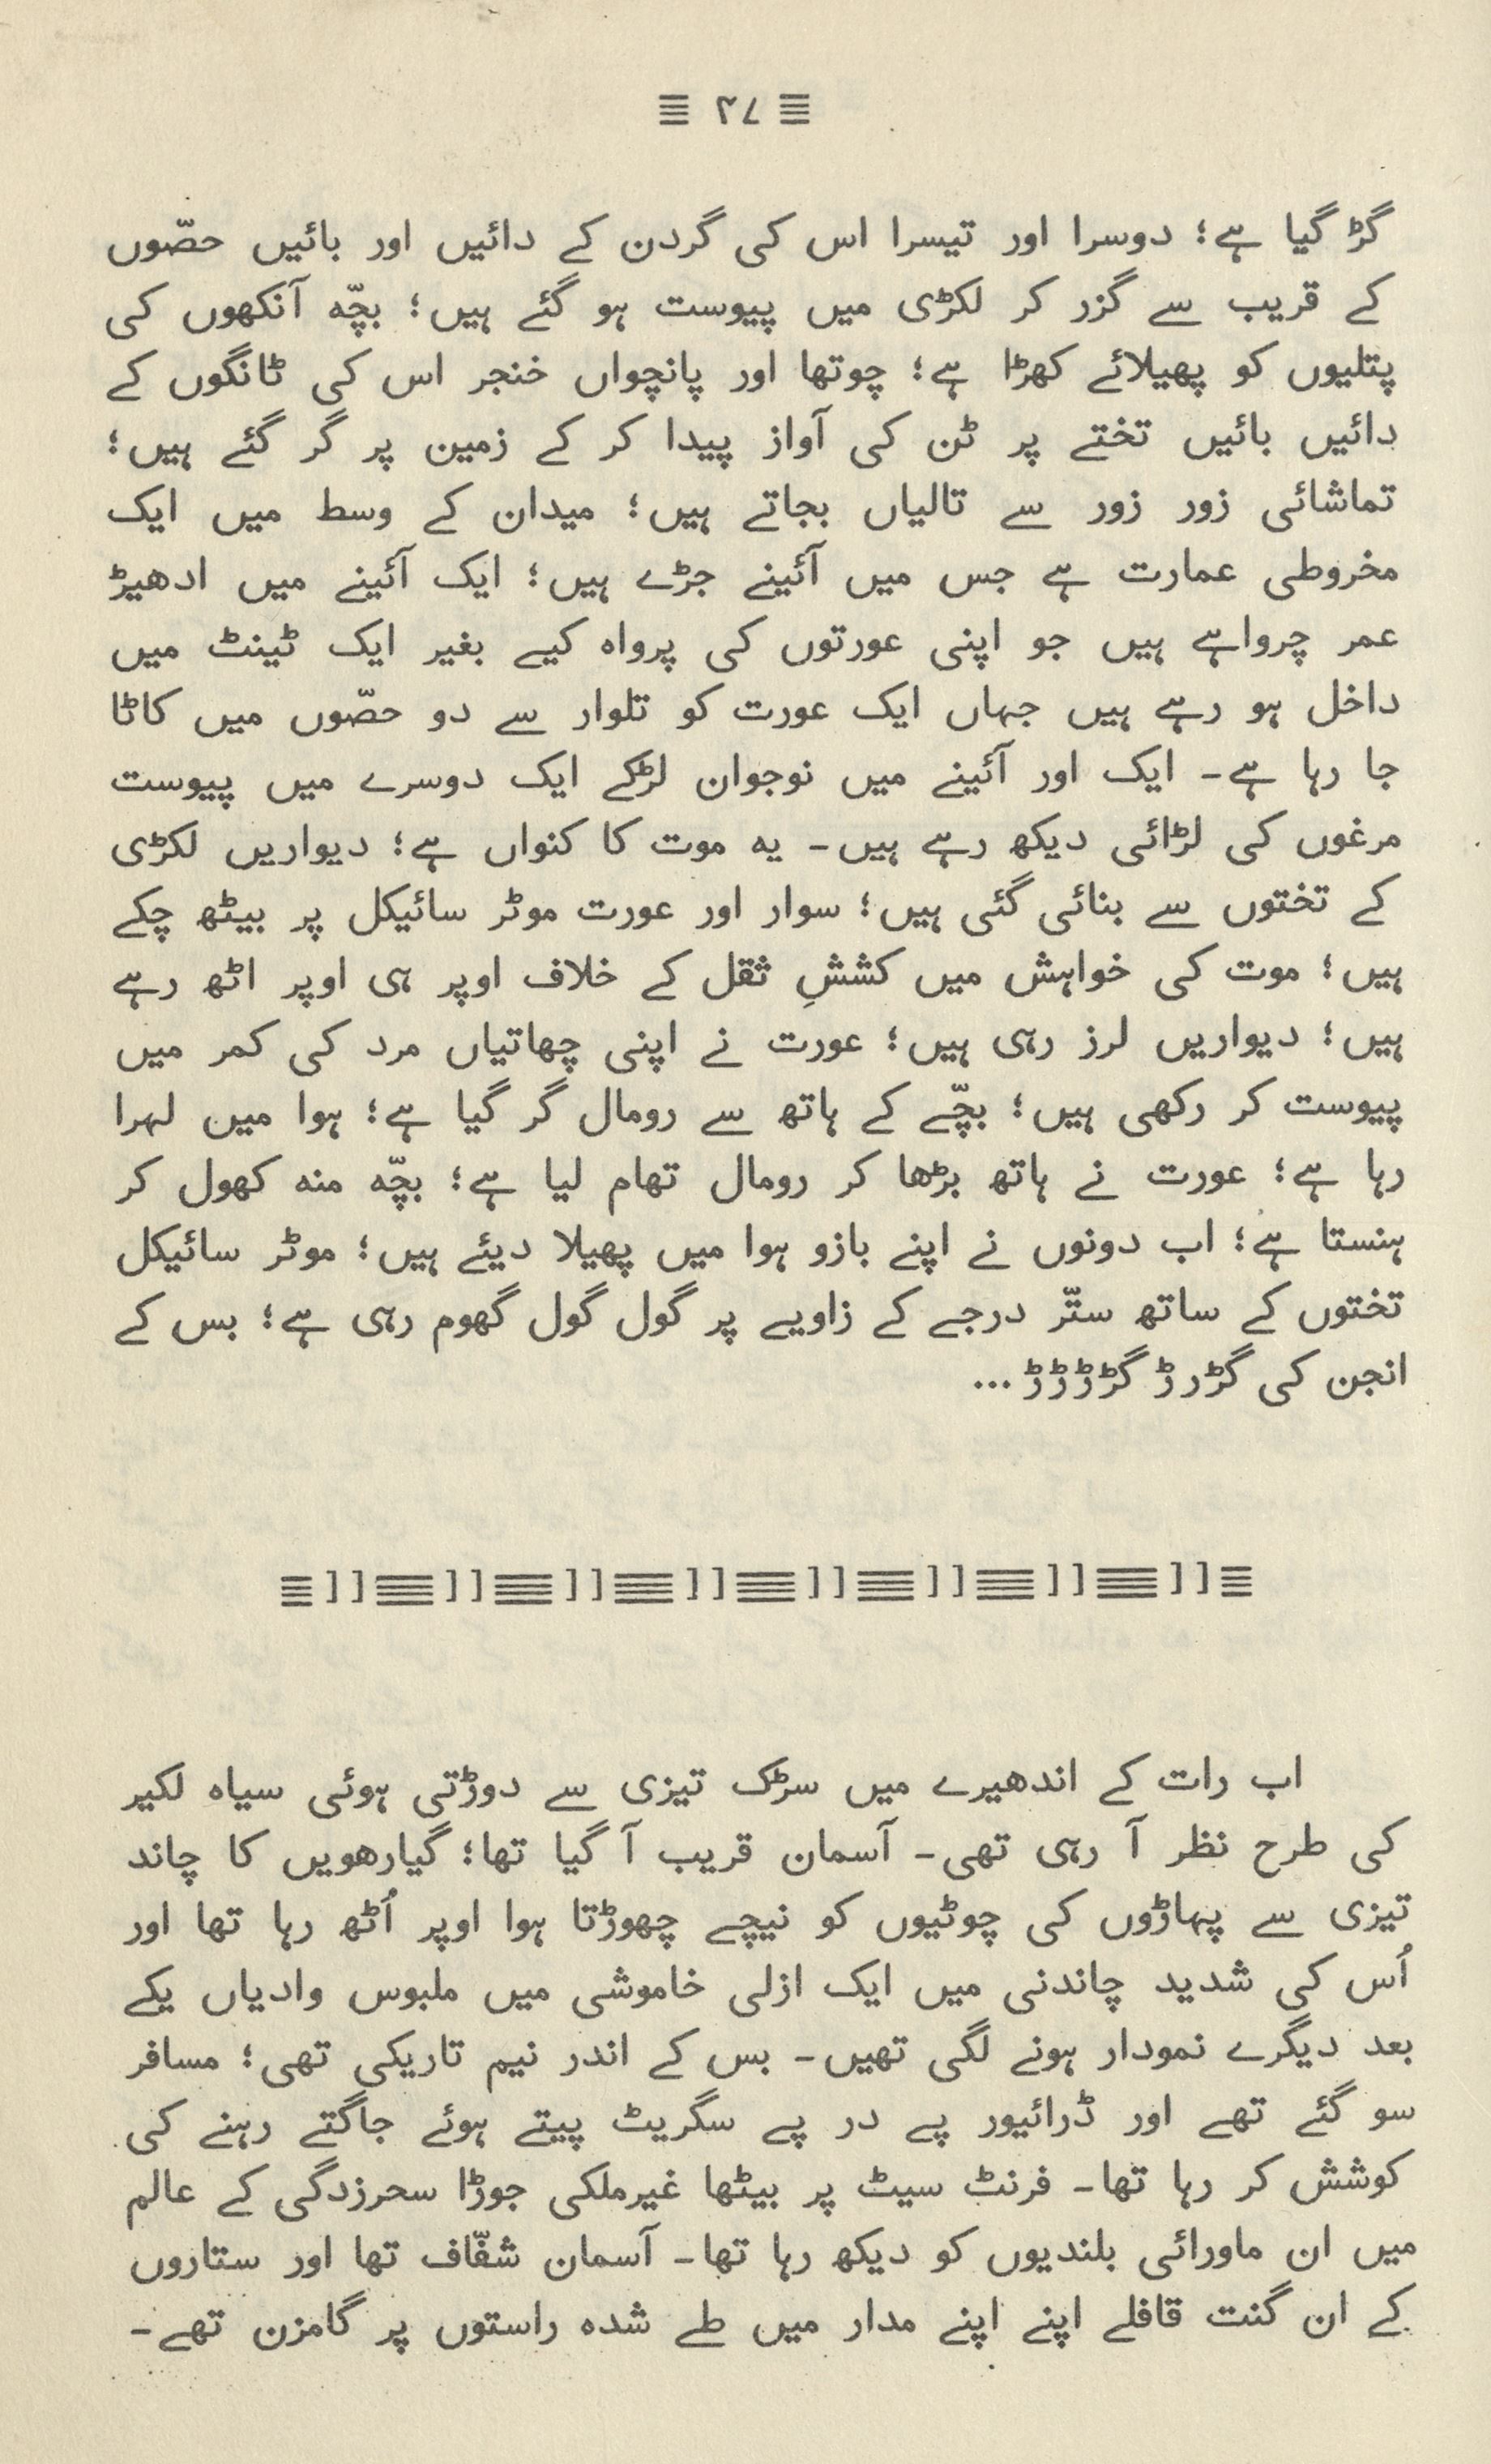 ۲۷
گڑ گیا ہے؛ دوسرا اور تیسرا اس کی گردن کے دائیں اور بائیں حصّوں
کے قریب سے گزر کر لکڑی میں پیوست ہو گئے ہیں؛ بچّہ آنکھوں کی
پتلیوں کو پھیلائے کھڑا ہے؛ چوتھا اور پانچواں خنجر اس کی ٹانگوں کے
دائیں بائیں تختے پر ٹن کی آواز پیدا کر کے زمین پر گر گئے ہیں؛
تماشائی زور زور سے تالیاں بجاتے ہیں؛ میدان کے وسط میں ایک
مخروطی عمارت ہے جس میں آئینے جڑے ہیں؛ ایک آئینے میں ادھیڑ
عمر چرواہے ہیں جو اپنی عورتوں کی پرواہ کیے بغیر ایک ٹینٹ میں
داخل ہو رہے ہیں جہاں ایک عورت کو تلوار سے دو حصّوں میں کاٹا
جا رہا ہے۔ ایک اور آئینے میں نوجوان لڑکے ایک دوسرے میں پیوست
مرغوں کی لڑائی دیکھ رہے ہیں۔ یہ موت کا کنواں ہے؛ دیواریں لکڑی
کے تختوں سے بنائی گئی ہیں؛ سوار اور عورت موٹر سائیکل پر بیٹھ چکے
ہیں؛ موت کی خواہش میں کششِ ثقل کے خلاف اوپر ہی اوپر اٹھ رہے
ہیں؛ دیواریں لرز رہی ہیں؛ عورت نے اپنی چھاتیاں مرد کی کمر میں
پیوست کر رکھی ہیں؛ بچّے کے ہاتھ سے رومال گر گیا ہے؛ ہوا میں لہرا
رہا ہے؛ عورت نے ہاتھ بڑھا کر رومال تھام لیا ہے؛ بچّہ منہ کھول کر
ہنستا ہے؛ اب دونوں نے اپنے بازو ہوا میں پھیلا دیئے ہیں؛ موٹر سائیکل
تختوں کے ساتھ ستّر درجے کے زاویے پر گول گول گھوم رہی ہے؛ بس کے
انجن کی گڑرڑ گڑڑڑڑ ...
اب رات کے اندھیرے میں سڑک تیزی سے دوڑتی ہوئی سیاہ لکیر
کی طرح نظر آ رہی تھی۔ آسمان قریب آ گیا تھا؛ گیارھویں کا چاند
تیزی سے پہاڑوں کی چوٹیوں کو نیچے چھوڑتا ہوا اوپر اُٹھ رہا تھا اور
اُس کی شدید چاندنی میں ایک ازلی خاموشی میں ملبوس وادیاں یکے
بعد دیگرے نمودار ہونے لگی تھیں۔ بس کے اندر نیم تاریکی تھی؛ مسافر
سو گئے تھے اور ڈرائیور پے در پے سگریٹ پیتے ہوئے جاگتے رہنے کی
کوشش کر رہا تھا۔ فرنٹ سیٹ پر بیٹھا غیرملکی جوڑا سحرزدگی کے عالم
میں ان ماورائی بلندیوں کو دیکھ رہا تھا۔ آسمان شفّاف تھا اور ستاروں
کے ان گنت قافلے اپنے اپنے مدار میں طے شدہ راستوں پر گامزن تھے۔